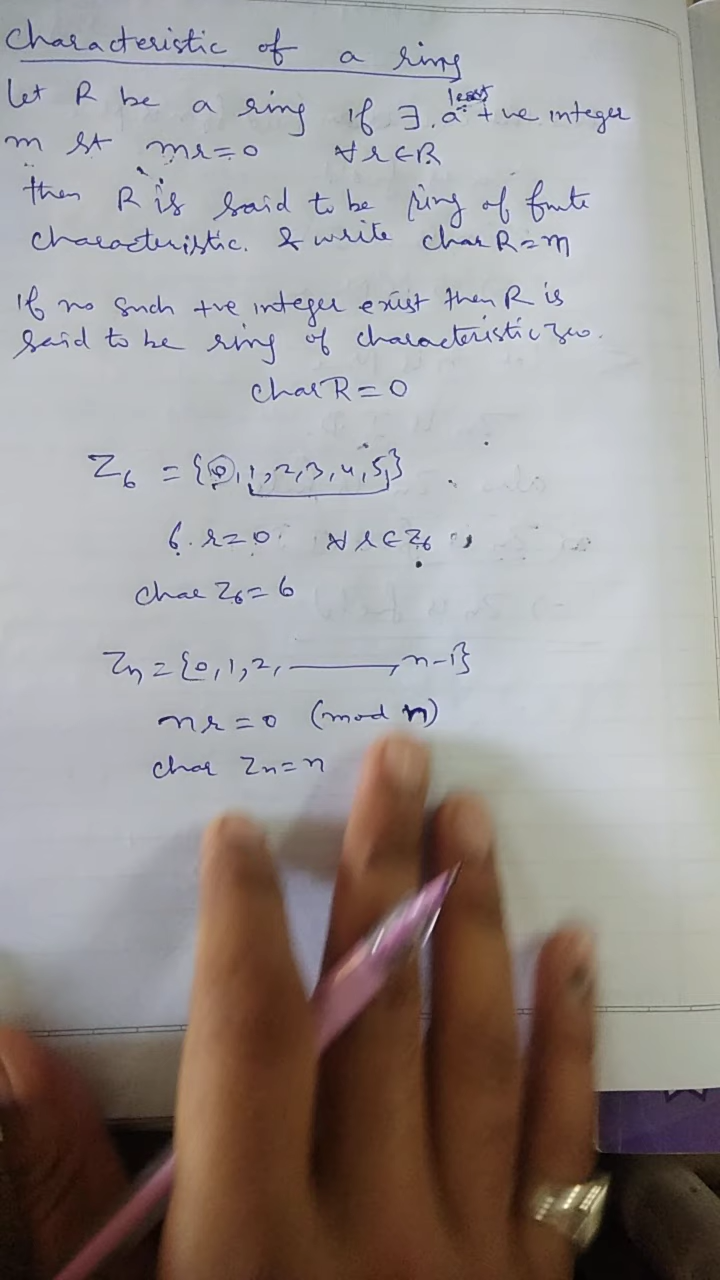 Characteristic of a ring
Let R be a ring if ∃ a least +ve integer
m st mr=0 ∀ r∈R
then R is said to be ring of finite
characteristic. & write char R=m
If no such +ve integer exist then R is
said to be ring of characteristic zero.
char R=0
Z₆ = {0,1,2,3,4,5}
6.r=0. ∀ r∈Z₆
char Z₆=6
Zn={0,1,2,———,n-1}
nr=0 (mod n)
char Zn=n